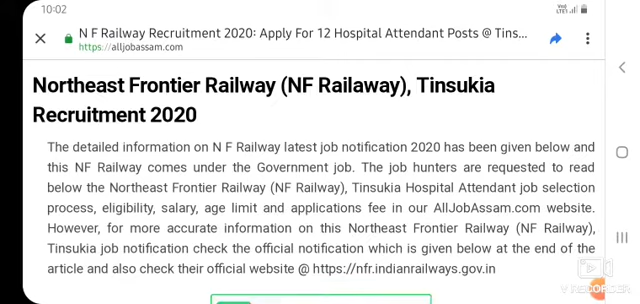 10:02
N F Railway Recruitment 2020: Apply For 12 Hospital Attendant Posts @ Tins...
https://alljobassam.com
Northeast Frontier Railway (NF Railaway), Tinsukia
Recruitment 2020
The detailed information on N F Railway latest job notification 2020 has been given below and
this NF Railway comes under the Government job. The job hunters are requested to read
below the Northeast Frontier Railway (NF Railway), Tinsukia Hospital Attendant job selection
process, eligibility, salary, age limit and applications fee in our AllJobAssam.com website.
However, for more accurate information on this Northeast Frontier Railway (NF Railway),
Tinsukia job notification check the official notification which is given below at the end of the
article and also check their official website @ https://nfr.indianrailways.gov.in